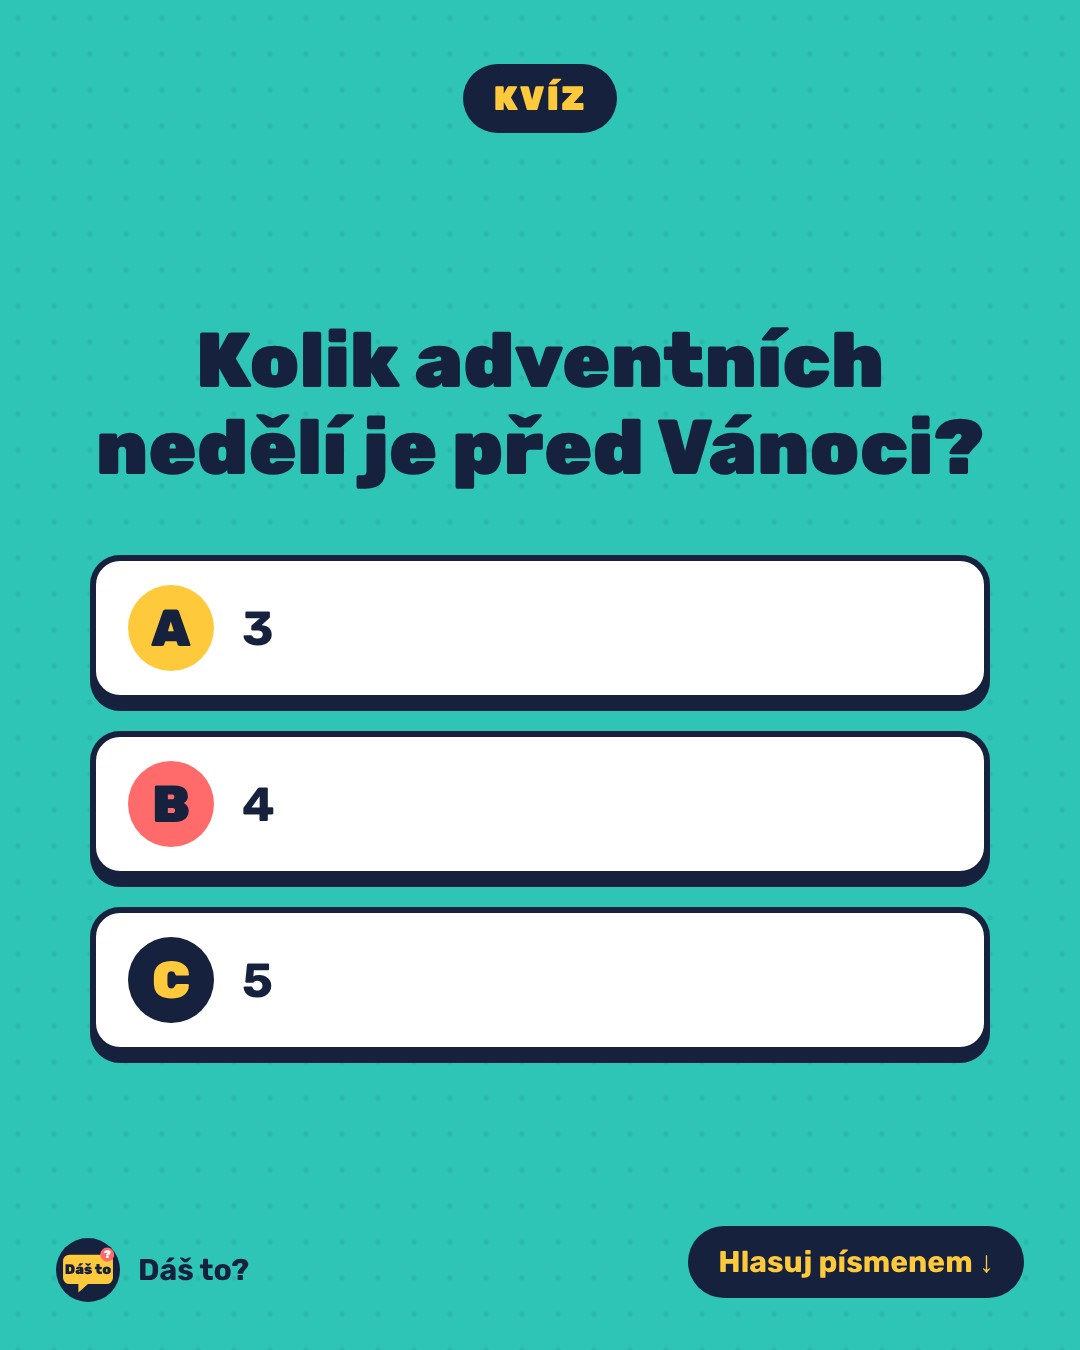 KVÍZ
Kolik adventních
nedělí je před Vánoci?
A 3
B 4
C 5
Dáš to ?
Dáš to?
Hlasuj písmenem ↓